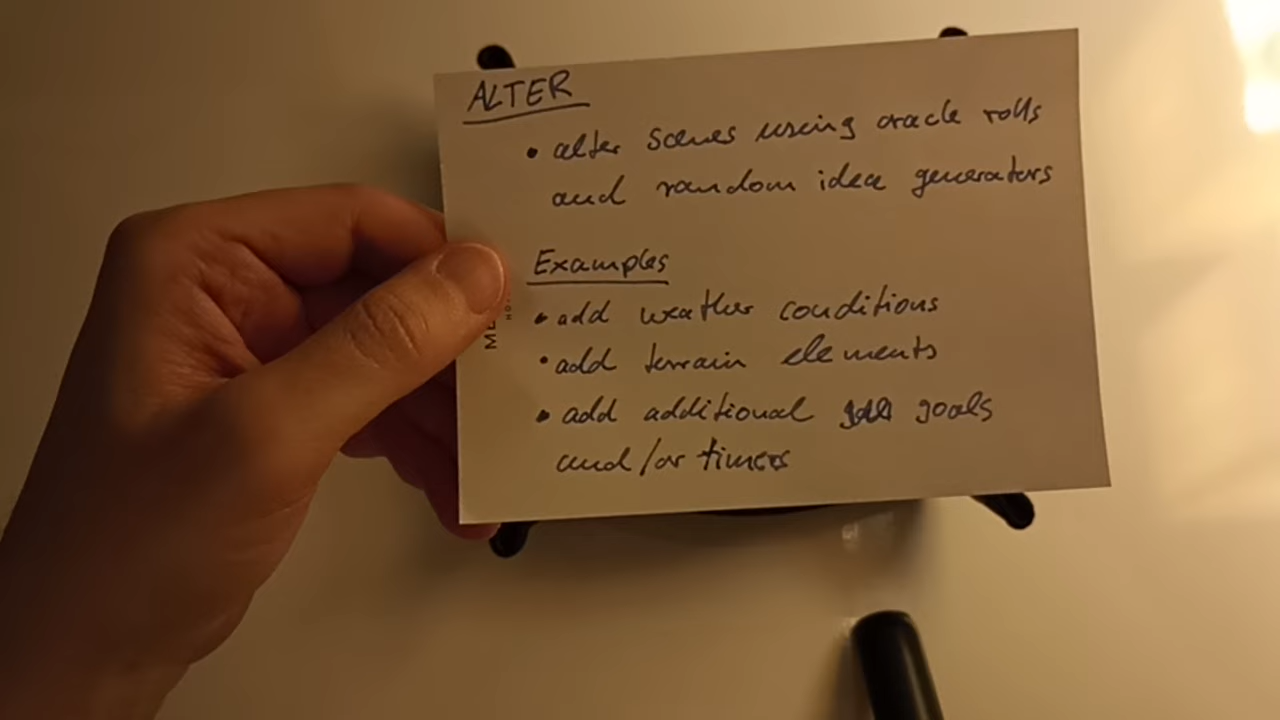 ALTER
• alter scenes using oracle rolls
and random idea generators
Examples
• add weather conditions
• add terrain elements
• add additional goals
and/or timers